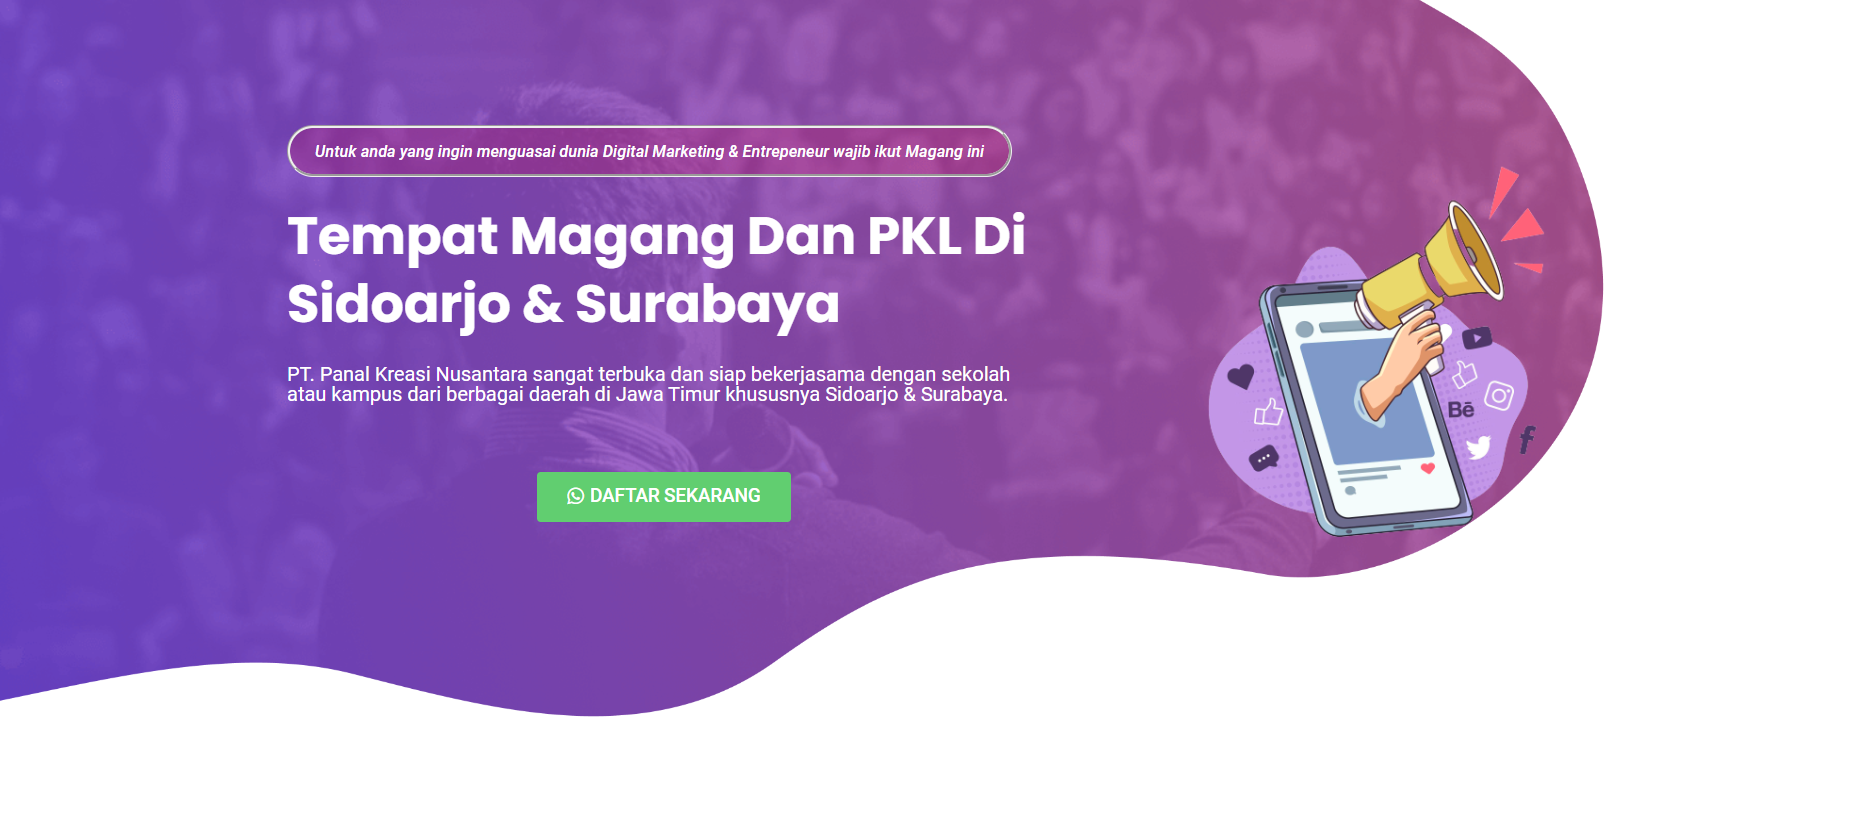 Untuk anda yang ingin menguasai dunia Digital Marketing & Entrepeneur wajib ikut Magang ini
Tempat Magang Dan PKL Di
Sidoarjo & Surabaya
PT. Panal Kreasi Nusantara sangat terbuka dan siap bekerjasama dengan sekolah
atau kampus dari berbagai daerah di Jawa Timur khususnya Sidoarjo & Surabaya.
DAFTAR SEKARANG
Bē